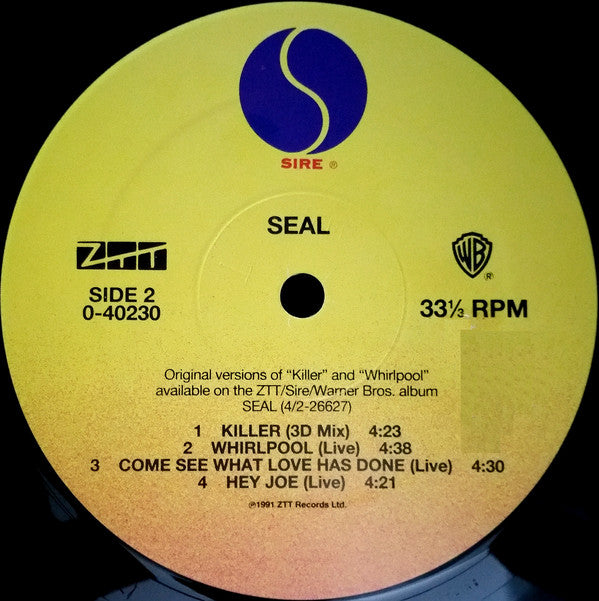 SIRE ®
SEAL
ZTT
WB ®
SIDE 2
0-40230
33⅓ RPM
Original versions of "Killer" and "Whirlpool"
available on the ZTT/Sire/Warner Bros. album
SEAL (4/2-26627)
1 KILLER (3D Mix) 4:23
2 WHIRLPOOL (Live) 4:38
3 COME SEE WHAT LOVE HAS DONE (Live) 4:30
4 HEY JOE (Live) 4:21
℗1991 ZTT Records Ltd.